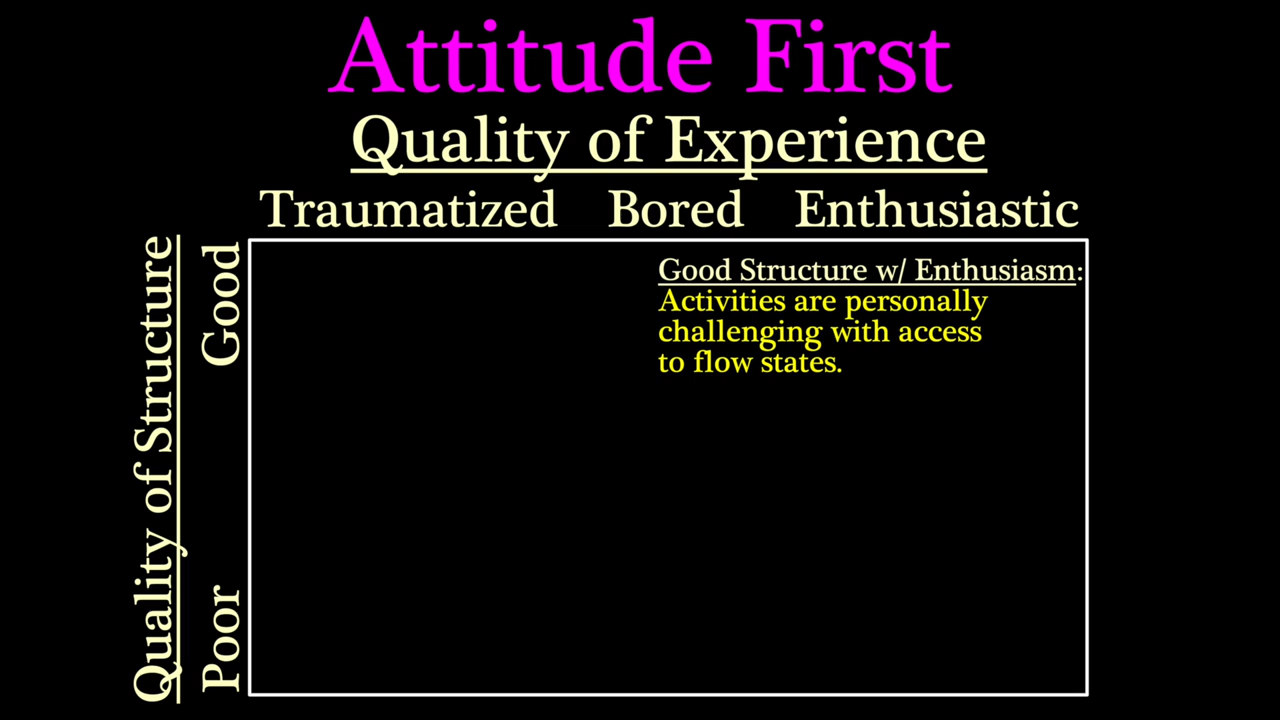 Attitude First
Quality of Experience
Traumatized Bored Enthusiastic
Quality of Structure
Good
Poor
Good Structure w/ Enthusiasm:
Activities are personally
challenging with access
to flow states.